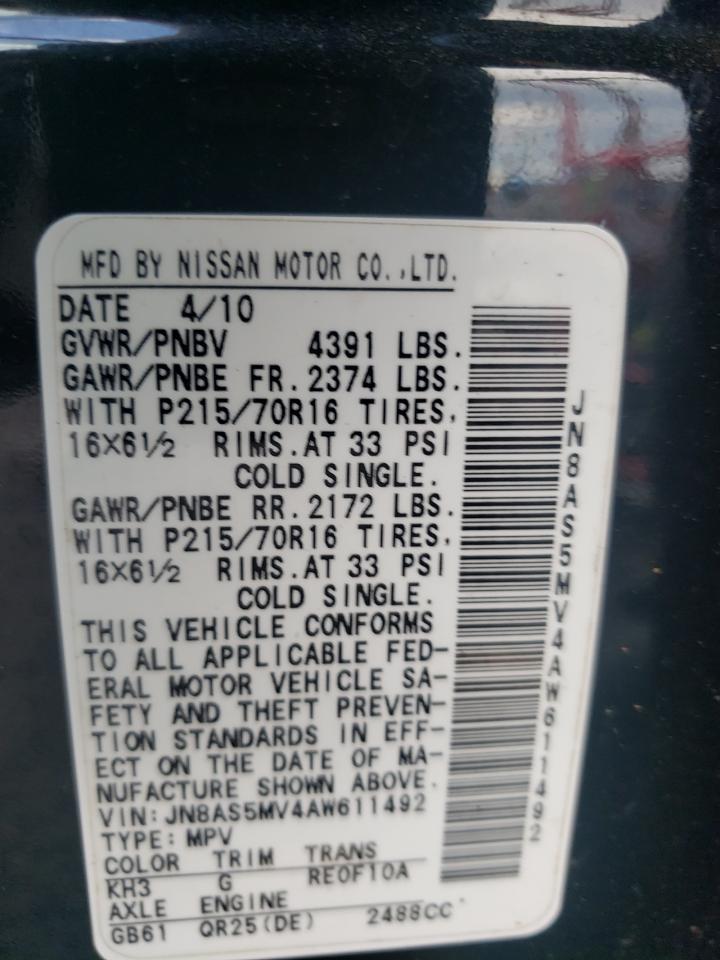 MFD BY NISSAN MOTOR CO.,LTD.
DATE 4/10
GVWR/PNBV 4391 LBS.
GAWR/PNBE FR.2374 LBS.
WITH P215/70R16 TIRES,
16X6½ RIMS.AT 33 PSI
COLD SINGLE.
GAWR/PNBE RR.2172 LBS.
WITH P215/70R16 TIRES,
16X6½ RIMS.AT 33 PSI
COLD SINGLE.
THIS VEHICLE CONFORMS
TO ALL APPLICABLE FED-
ERAL MOTOR VEHICLE SA-
FETY AND THEFT PREVEN-
TION STANDARDS IN EFF-
ECT ON THE DATE OF MA-
NUFACTURE SHOWN ABOVE.
VIN:JN8AS5MV4AW611492
TYPE:MPV
COLOR TRIM TRANS
KH3 G RE0F10A
AXLE ENGINE
GB61 QR25(DE) 2488CC
JN8AS5MV4AW611492